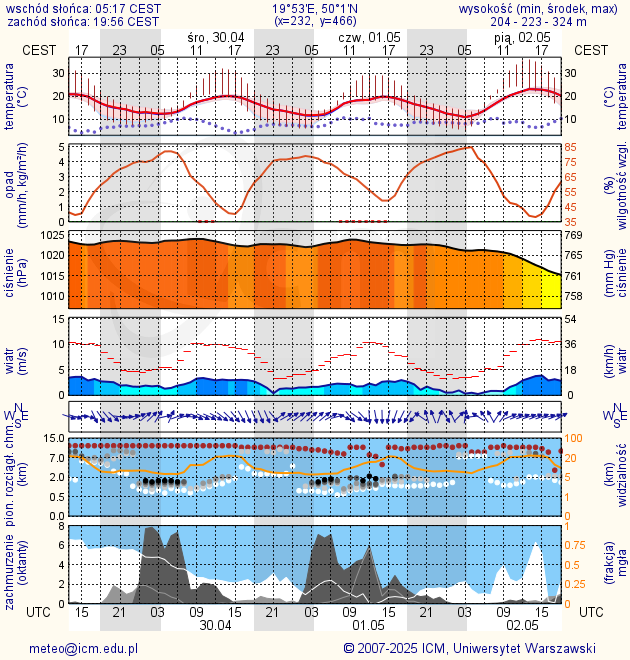 wschód słońca: 05:17 CEST 19°53'E, 50°1'N wysokość (min, środek, max)
zachód słońca: 19:56 CEST (x=232, y=466) 204 - 223 - 324 m
śro, 30.04 czw, 01.05 pią, 02.05
CEST 17 23 05 11 17 23 05 11 17 23 05 11 17 CEST
temperatura (°C) 30 20 10 30 20 10 temperatura (°C)
opad (mm/h, kg/m²/h) 5 4 3 2 1 0 85 75 65 55 45 35 (%) wilgotność wzgl.
ciśnienie (hPa) 1025 1020 1015 1010 769 765 761 758 (mm Hg) ciśnienie
wiatr (m/s) 15 10 5 0 54 36 18 0 (km/h) wiatr
N W E S N W E S
pion. rozciągł. chm. (km) 15.0 7.0 2.0 0.5 0.0 100 20 5 1 0 (km) widzialność
zachmurzenie (oktanty) 8 6 4 2 0 1 0.75 0.5 0.25 0 (frakcja) mgła
UTC 15 21 03 09 15 21 03 09 15 21 03 09 15 UTC
30.04 01.05 02.05
meteo@icm.edu.pl © 2007-2025 ICM, Uniwersytet Warszawski